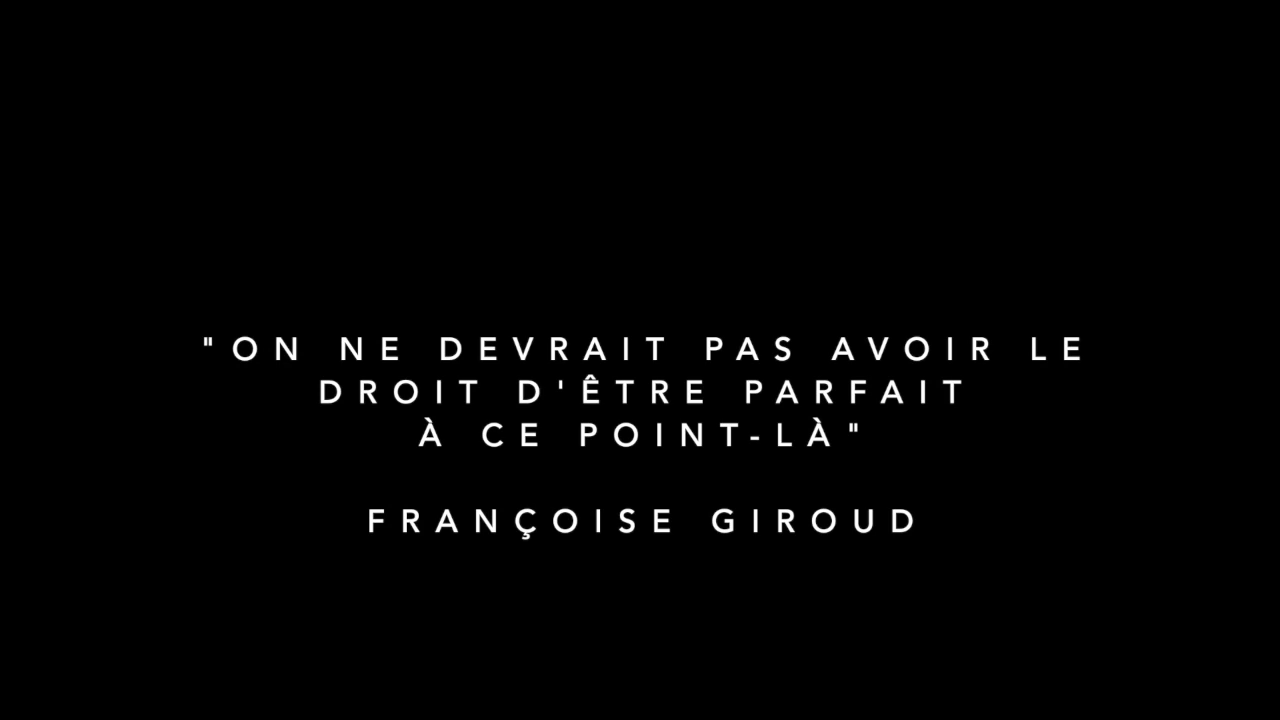 "ON NE DEVRAIT PAS AVOIR LE
DROIT D'ÊTRE PARFAIT
À CE POINT-LÀ"
FRANÇOISE GIROUD